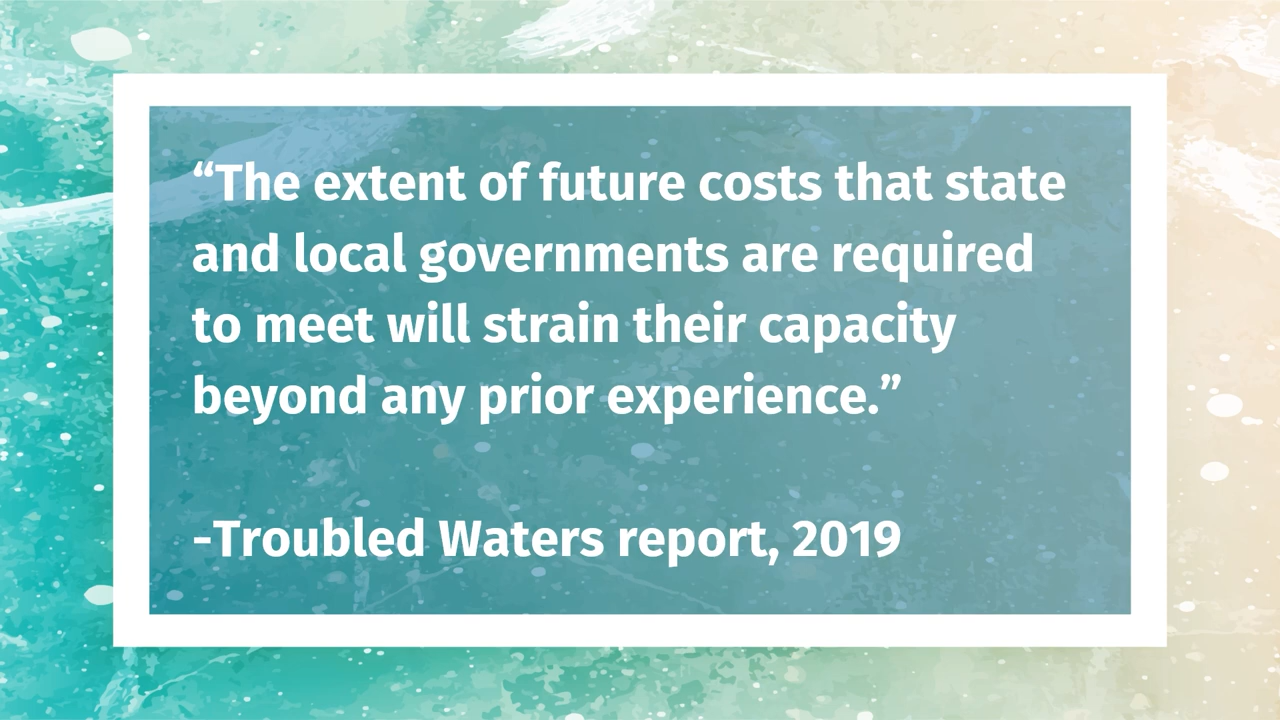 “The extent of future costs that state
and local governments are required
to meet will strain their capacity
beyond any prior experience.”
-Troubled Waters report, 2019